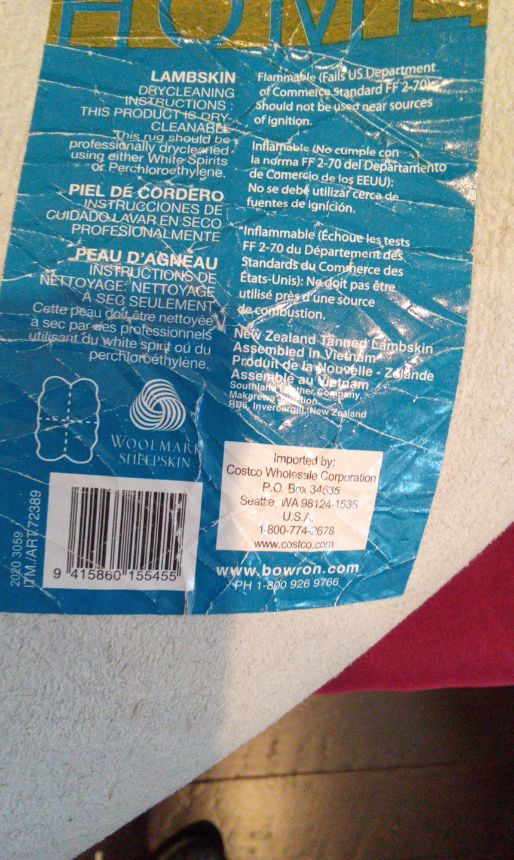 HOME
LAMBSKIN
DRYCLEANING
INSTRUCTIONS :
THIS PRODUCT IS DRY
CLEANABLE
This rug should be
professionally drycleaned
using either White Spirits
or Perchloroethylene.
PIEL DE CORDERO
INSTRUCCIONES DE
CUIDADO LAVAR EN SECO
PROFESIONALMENTE
PEAU D'AGNEAU
INSTRUCTIONS DE
NETTOYAGE: NETTOYAGE
À SEC SEULEMENT
Cette peau doit être nettoyée
à sec par des professionnels
utilisant du white spirit ou du
perchloroéthylène.
Flammable (Fails US Department
of Commerce Standard FF 2-70).
Should not be used near sources
of ignition.
Inflamable (No cumple con
la norma FF 2-70 del Departamento
de Comercio de los EEUU):
No se debe utilizar cerca de
fuentes de ignición.
*Inflammable (Échoue les tests
FF 2-70 du Département des
Standards du Commerce des
États-Unis): Ne doit pas être
utilisé près d'une source
de combustion.
New Zealand Tanned Lambskin
Assembled in Vietnam
Produit de la Nouvelle - Zélande
Assemblé au Vietnam
Southland Leather Company,
Makarewa Junction,
RD6, Invercargill, New Zealand
WOOLMARK
SHEEPSKIN
Imported by:
Costco Wholesale Corporation
P.O. Box 34535
Seattle, WA 98124-1535
U.S.A.
1-800-774-2678
www.costco.com
www.bowron.com
PH 1-800 926 9766
2020 3059
ITM./ART.72389
9 415860 155455